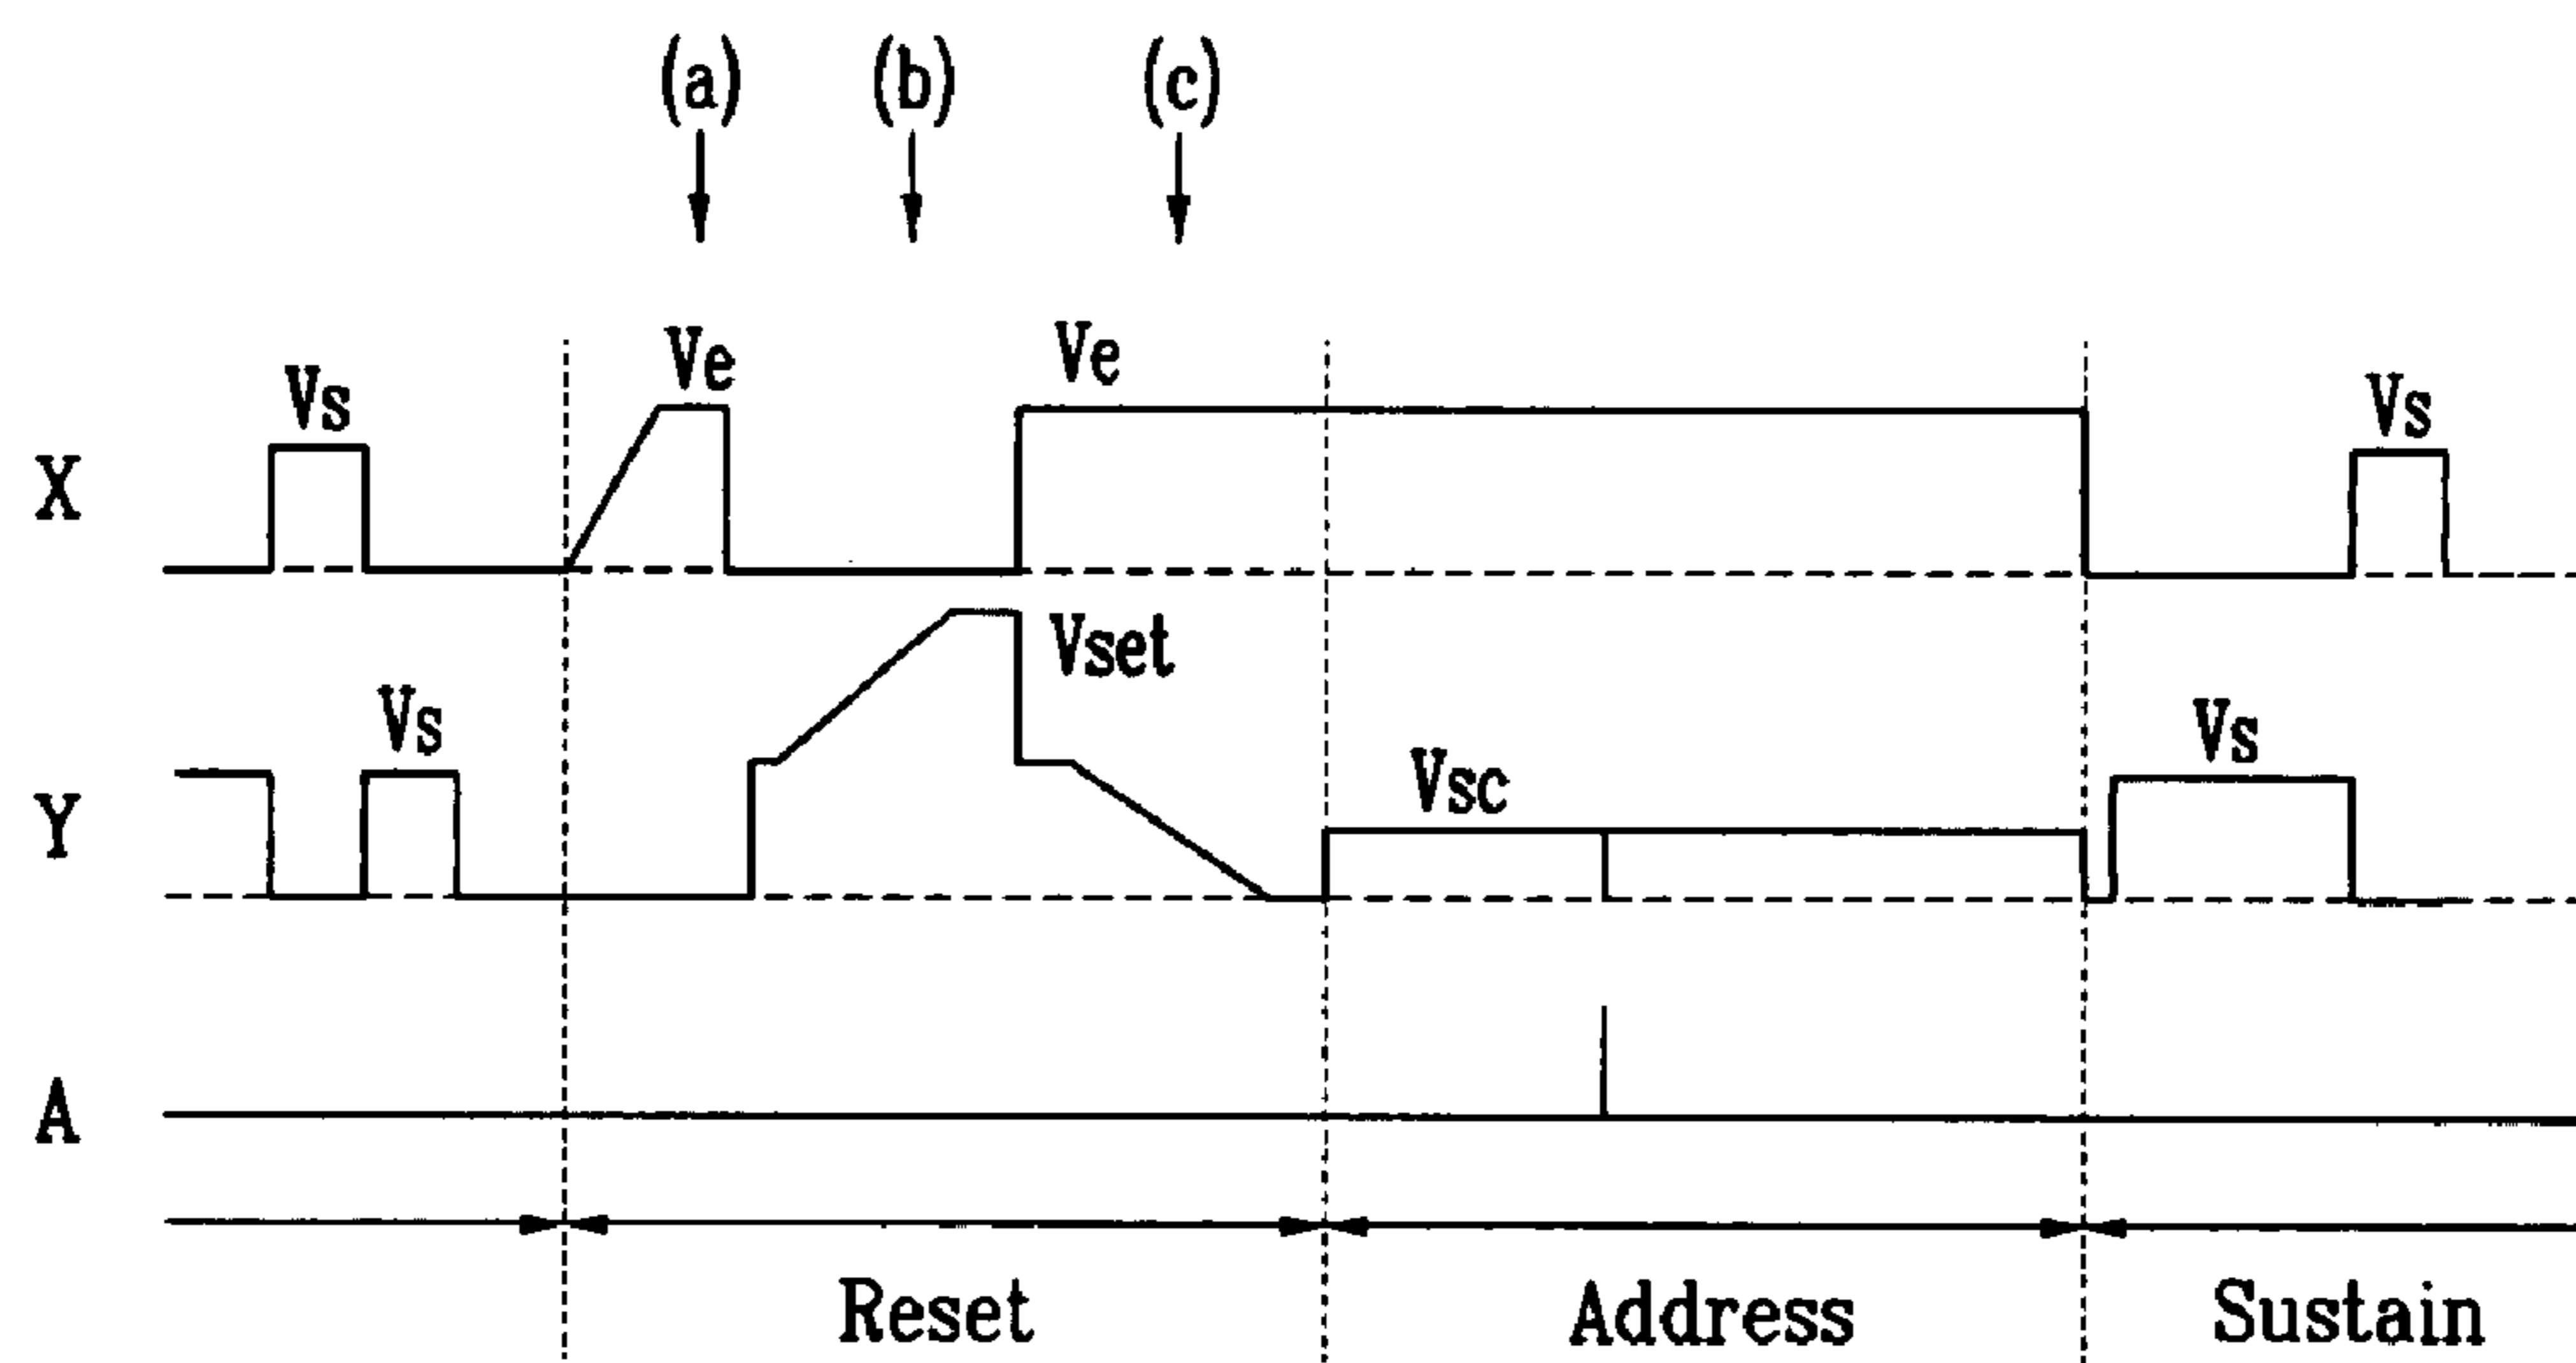 (a) (b) (c)
Ve Ve
Vs Vs
X
Vset
Vs Vs
Vsc
Y
A
Reset Address Sustain